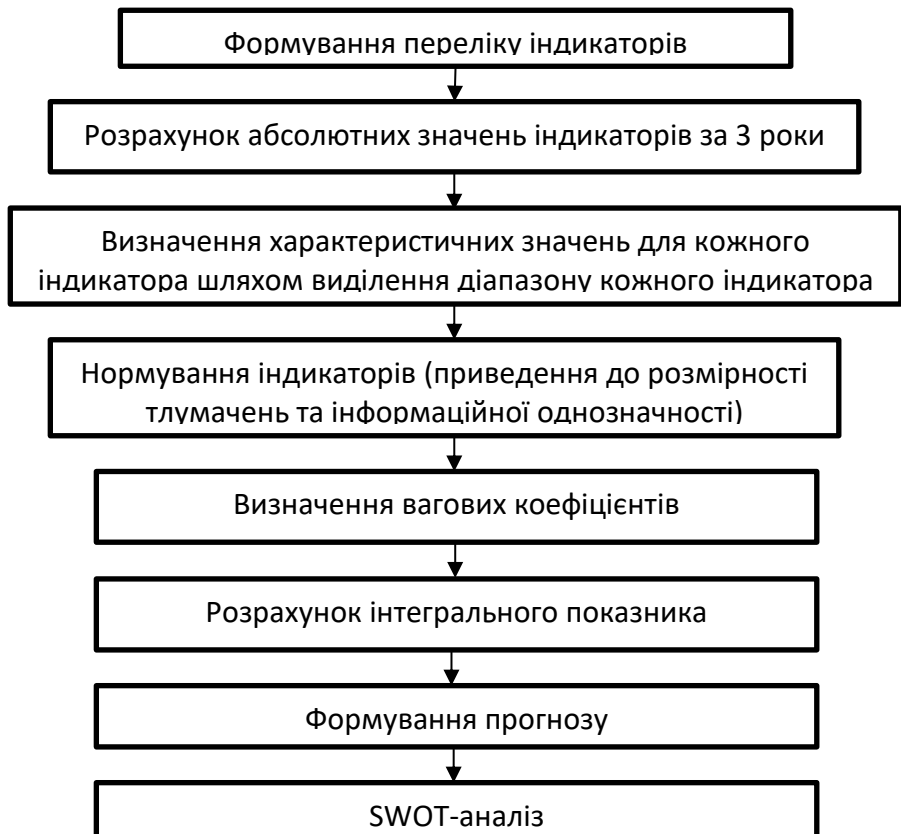 Формування переліку індикаторів
Розрахунок абсолютних значень індикаторів за 3 роки
Визначення характеристичних значень для кожного
індикатора шляхом виділення діапазону кожного індикатора
Нормування індикаторів (приведення до розмірності
тлумачень та інформаційної однозначності)
Визначення вагових коефіцієнтів
Розрахунок інтегрального показника
Формування прогнозу
SWOT-аналіз